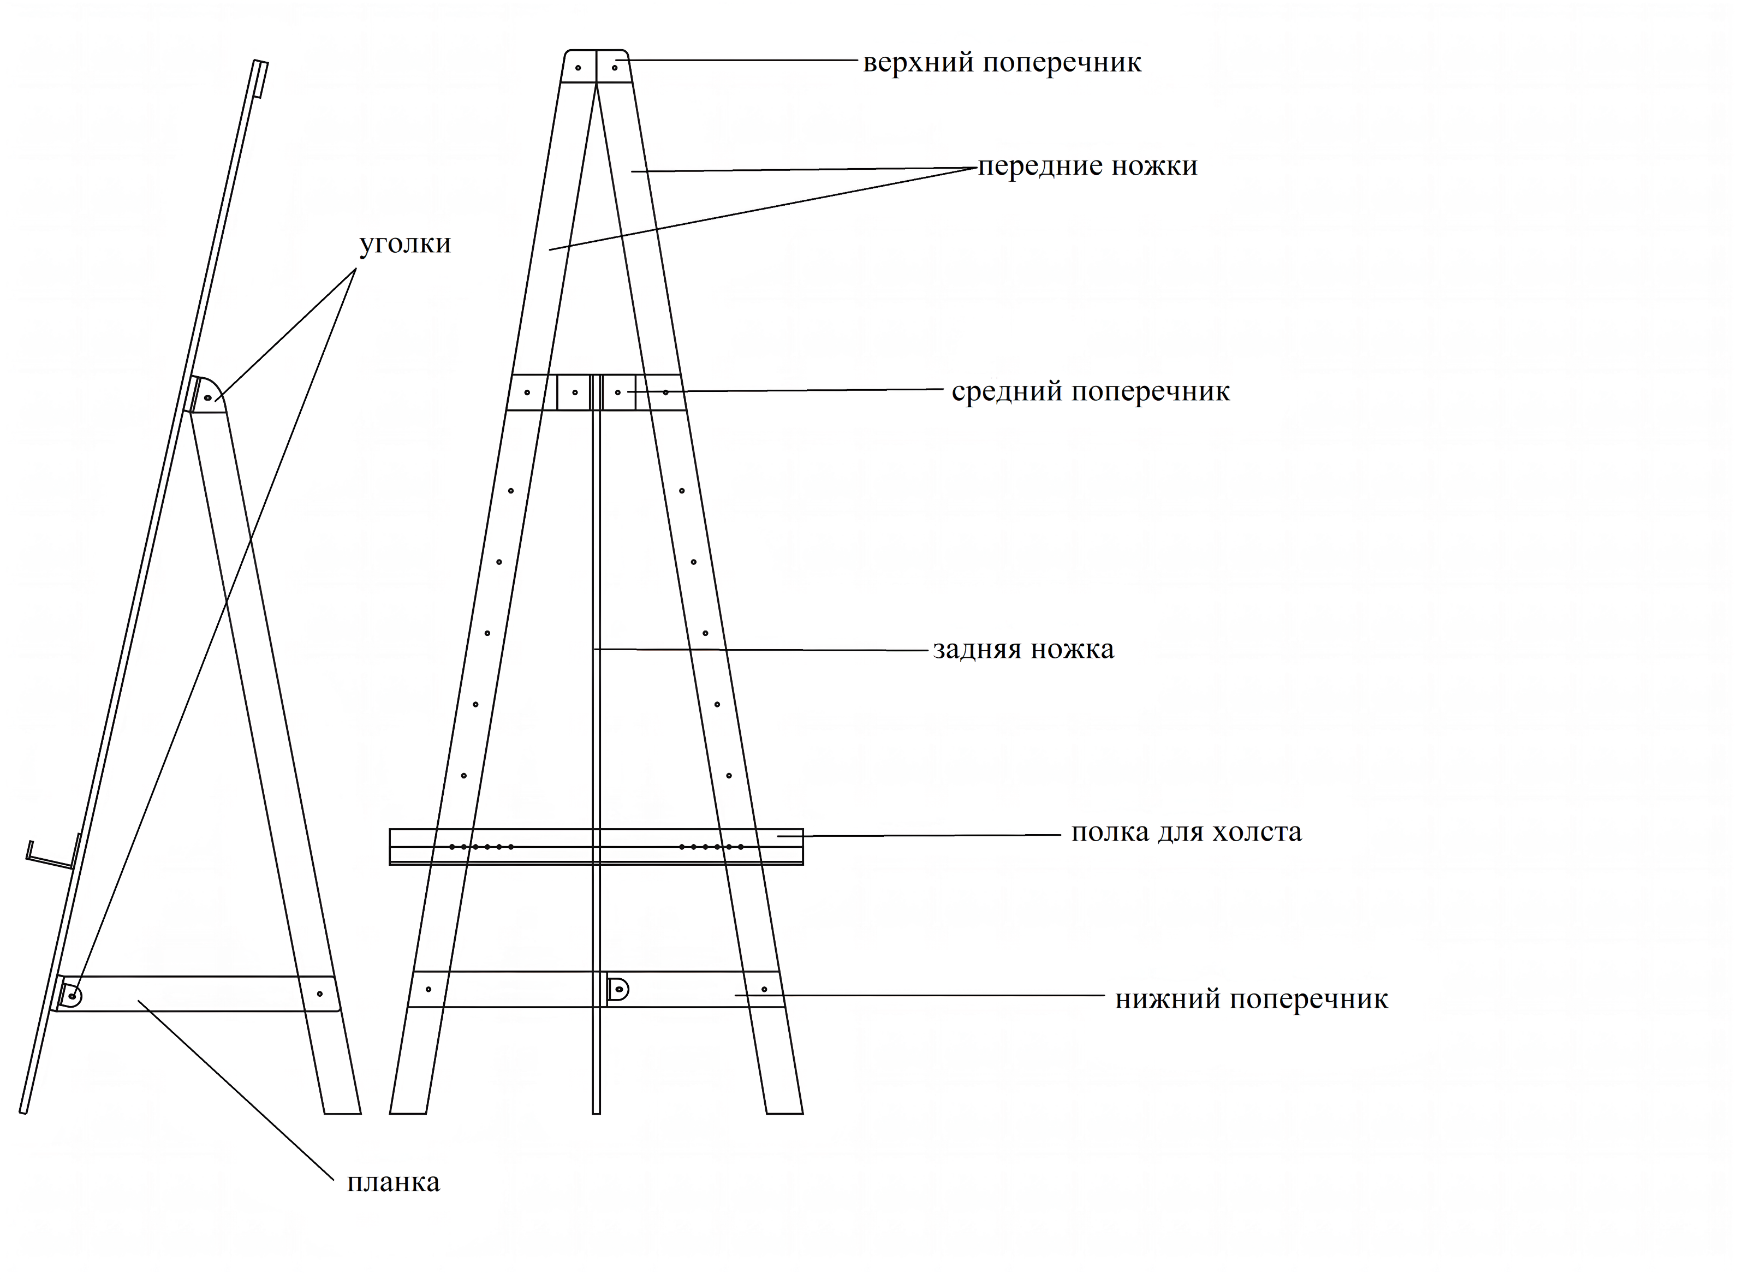 верхний поперечник
передние ножки
уголки
средний поперечник
задняя ножка
полка для холста
нижний поперечник
планка